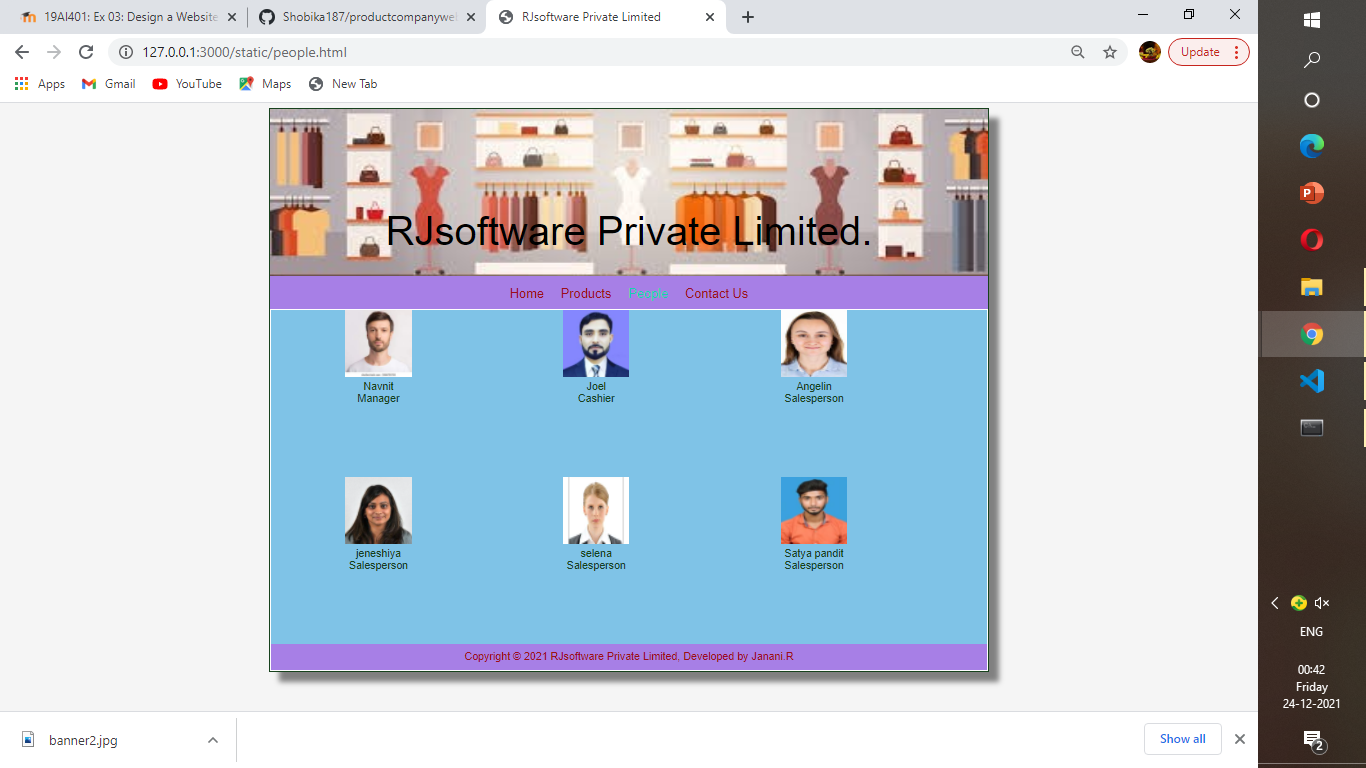 19AI401: Ex 03: Design a Website
Shobika187/productcompanywe
RJsoftware Private Limited
127.0.0.1:3000/static/people.html
Update
Apps
Gmail
YouTube
Maps
New Tab
RJsoftware Private Limited.
Home Products People Contact Us
Navnit
Manager
Joel
Cashier
Angelin
Salesperson
jeneshiya
Salesperson
selena
Salesperson
Satya pandit
Salesperson
Copyright © 2021 RJsoftware Private Limited, Developed by Janani.R
banner2.jpg
Show all
ENG
00:42
Friday
24-12-2021
2